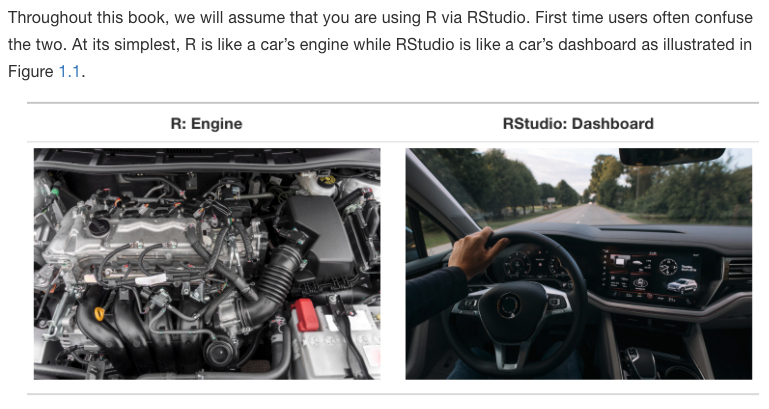 Throughout this book, we will assume that you are using R via RStudio. First time users often confuse
the two. At its simplest, R is like a car’s engine while RStudio is like a car’s dashboard as illustrated in
Figure 1.1.
R: Engine
RStudio: Dashboard